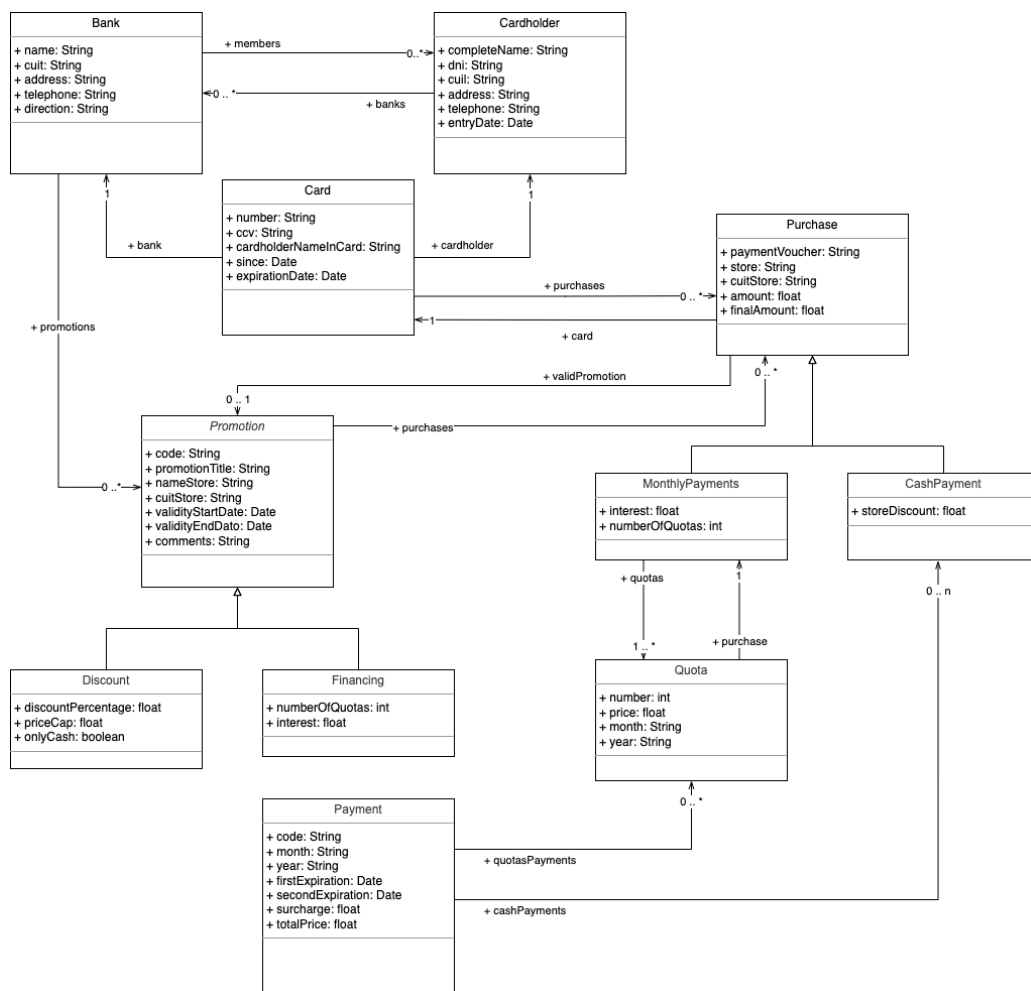 Bank
+ name: String
+ cuit: String
+ address: String
+ telephone: String
+ direction: String
+ members
0..*
0 .. *
+ banks
Cardholder
+ completeName: String
+ dni: String
+ cuil: String
+ address: String
+ telephone: String
+ entryDate: Date
1
+ bank
Card
+ number: String
+ ccv: String
+ cardholderNameInCard: String
+ since: Date
+ expirationDate: Date
1
+ cardholder
+ purchases
0 .. *
1
+ card
Purchase
+ paymentVoucher: String
+ store: String
+ cuitStore: String
+ amount: float
+ finalAmount: float
+ promotions
0 ..*
+ validPromotion
0 .. 1
0 .. *
+ purchases
Promotion
+ code: String
+ promotionTitle: String
+ nameStore: String
+ cuitStore: String
+ validityStartDate: Date
+ validityEndDato: Date
+ comments: String
MonthlyPayments
+ interest: float
+ numberOfQuotas: int
CashPayment
+ storeDiscount: float
+ quotas
1 .. *
1
+ purchase
0 .. n
Discount
+ discountPercentage: float
+ priceCap: float
+ onlyCash: boolean
Financing
+ numberOfQuotas: int
+ interest: float
Quota
+ number: int
+ price: float
+ month: String
+ year: String
0 .. *
Payment
+ code: String
+ month: String
+ year: String
+ firstExpiration: Date
+ secondExpiration: Date
+ surcharge: float
+ totalPrice: float
+ quotasPayments
+ cashPayments